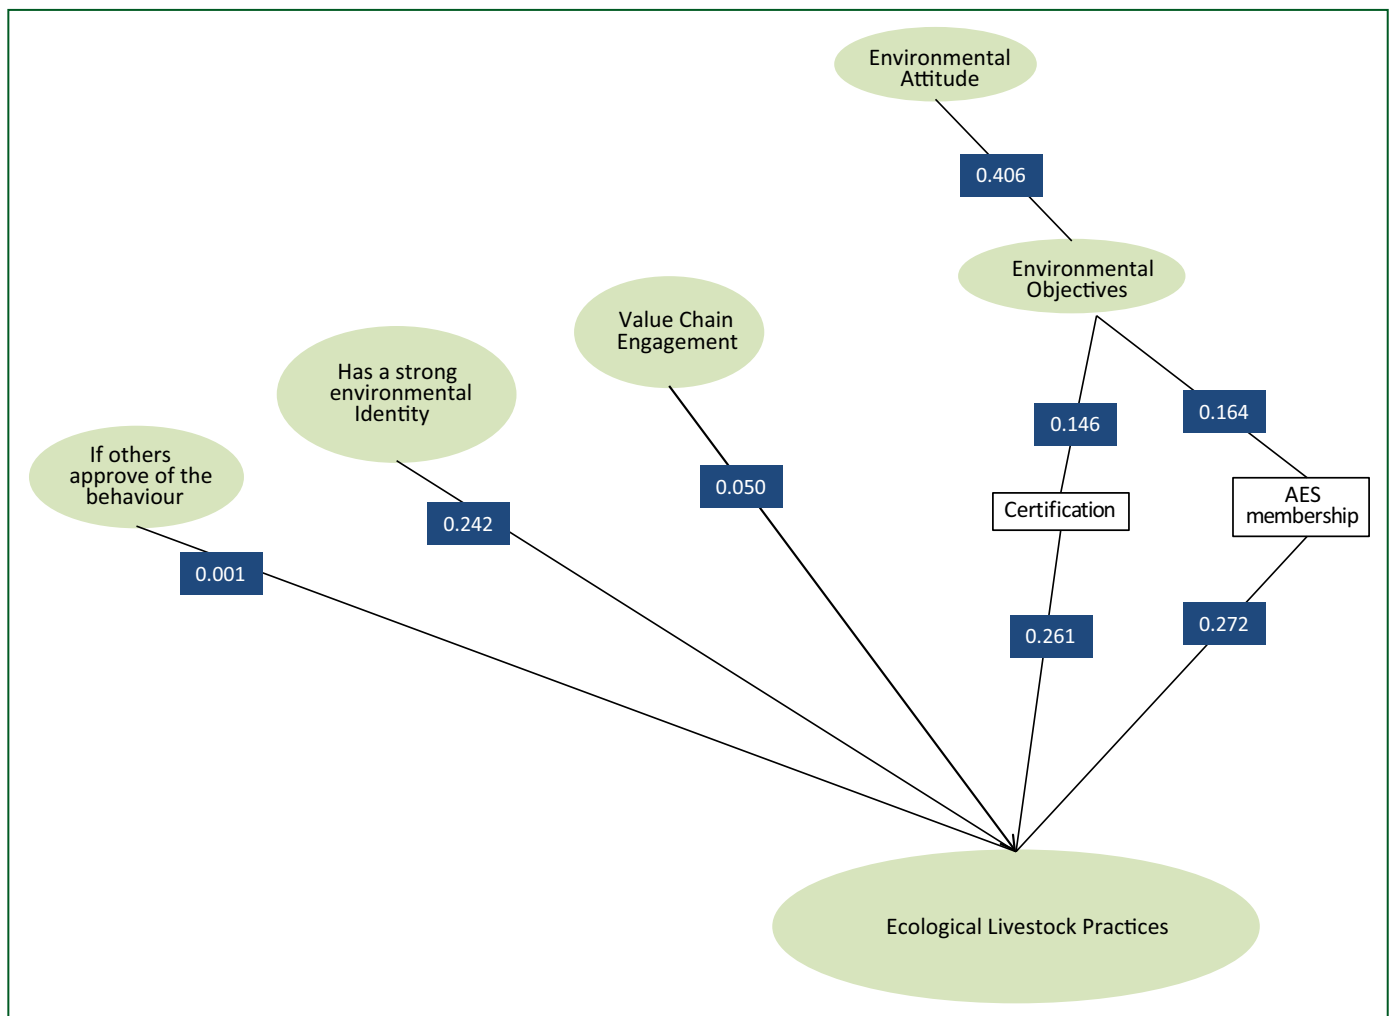 Environmental
Attitude
0.406
Environmental
Objectives
Value Chain
Engagement
Has a strong
environmental
Identity
If others
approve of the
behaviour
0.146
0.164
0.050
0.242
0.001
Certification
AES
membership
0.261
0.272
Ecological Livestock Practices